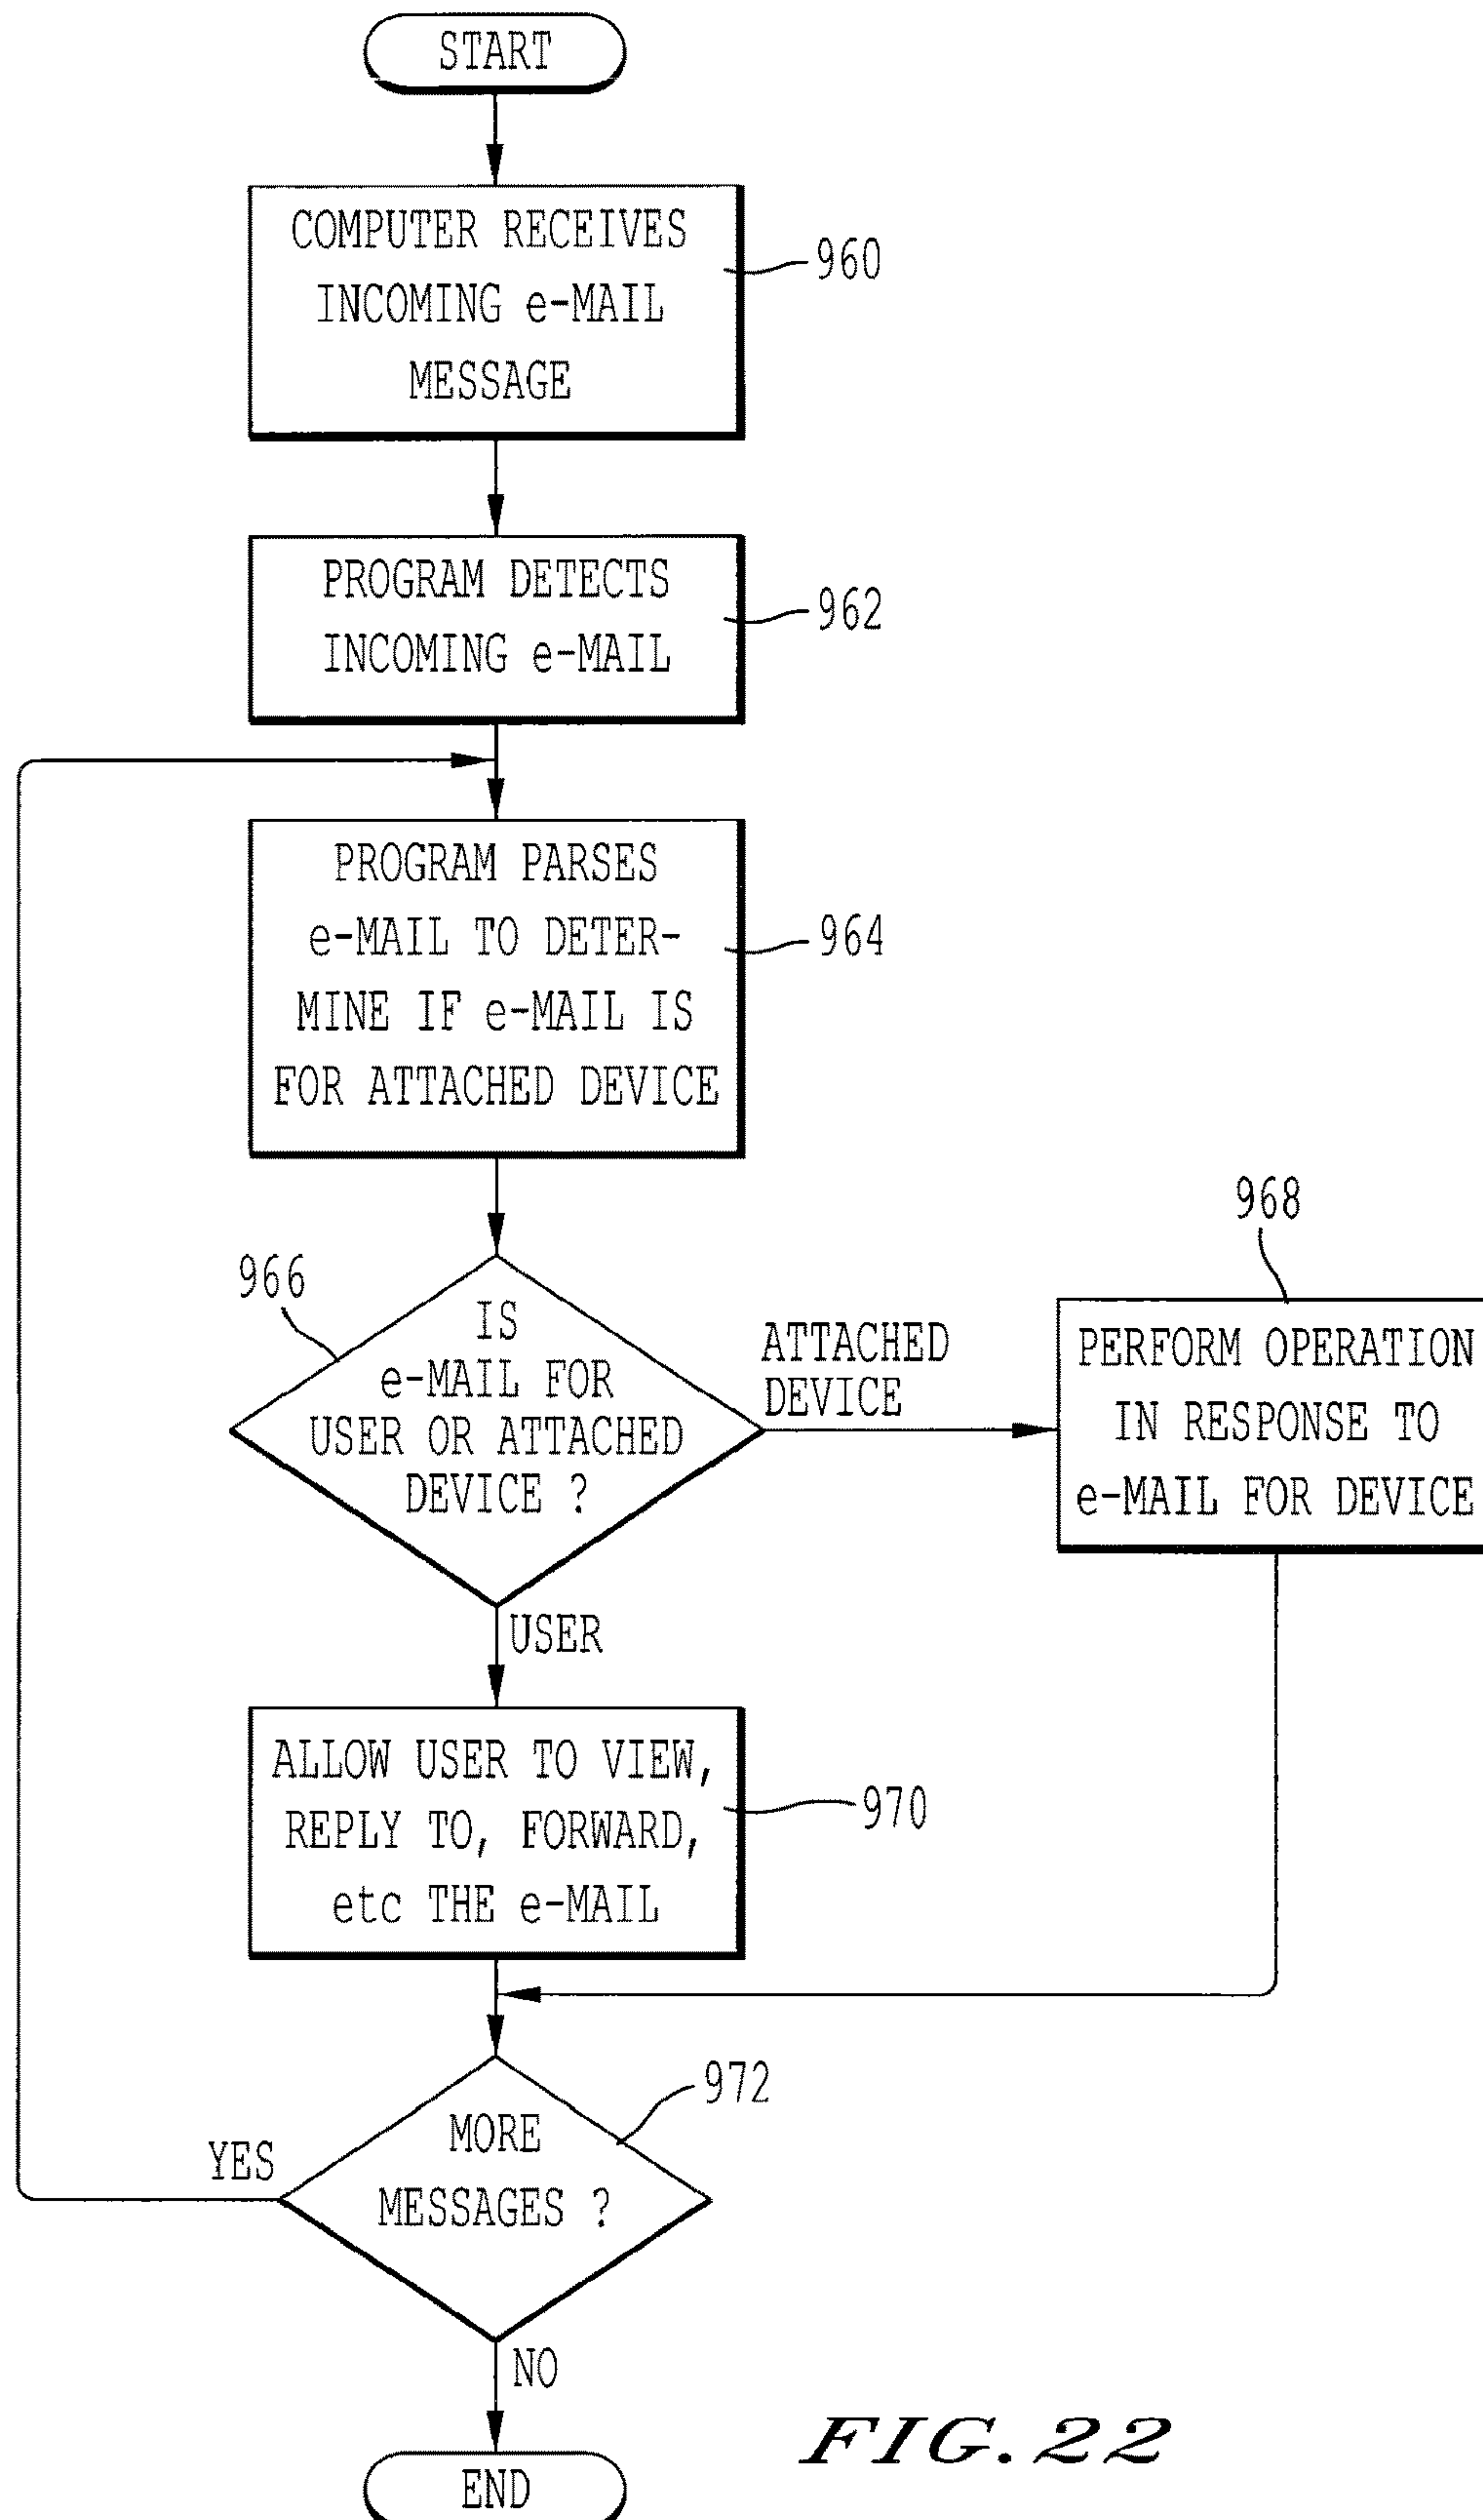 START
COMPUTER RECEIVES
INCOMING e-MAIL
MESSAGE
960
PROGRAM DETECTS
INCOMING e-MAIL
962
PROGRAM PARSES
e-MAIL TO DETER-
MINE IF e-MAIL IS
FOR ATTACHED DEVICE
964
966
IS
e-MAIL FOR
USER OR ATTACHED
DEVICE ?
ATTACHED
DEVICE
968
PERFORM OPERATION
IN RESPONSE TO
e-MAIL FOR DEVICE
USER
ALLOW USER TO VIEW,
REPLY TO, FORWARD,
etc THE e-MAIL
970
972
MORE
MESSAGES ?
YES
NO
END
FIG.22